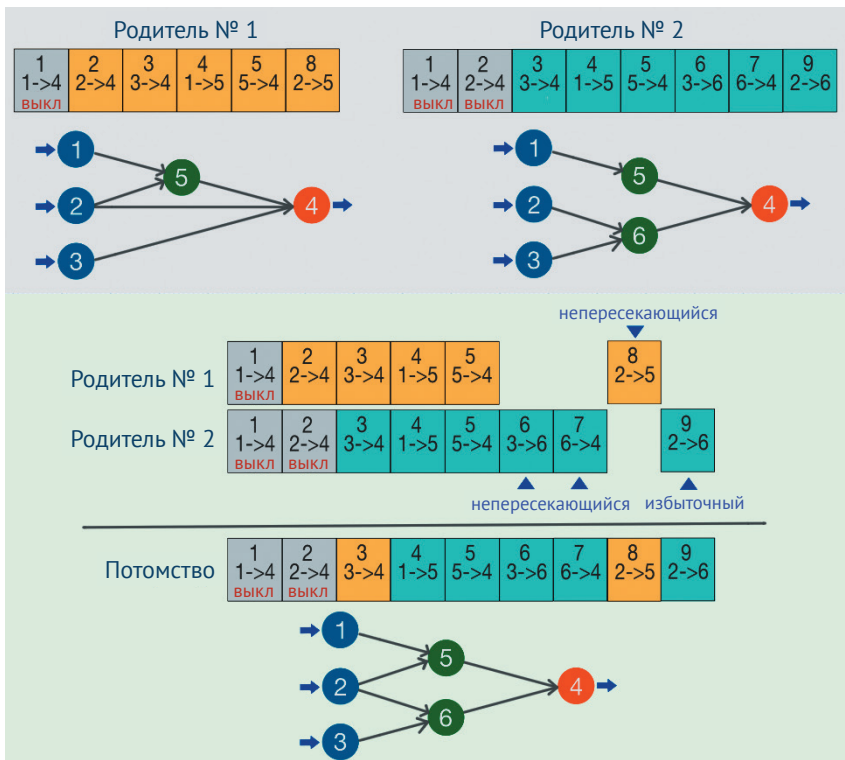 Родитель № 1
Родитель № 2
1 2 3 4 5 8
1->4 2->4 3->4 1->5 5->4 2->5
выкл
1 2 3 4 5 6 7 9
1->4 2->4 3->4 1->5 5->4 3->6 6->4 2->6
выкл выкл
1
5
2
4
3
1
5
2
4
6
3
непересекающийся
Родитель № 1
1 2 3 4 5 8
1->4 2->4 3->4 1->5 5->4 2->5
выкл
Родитель № 2
1 2 3 4 5 6 7 9
1->4 2->4 3->4 1->5 5->4 3->6 6->4 2->6
выкл выкл
непересекающийся избыточный
Потомство
1 2 3 4 5 6 7 8 9
1->4 2->4 3->4 1->5 5->4 3->6 6->4 2->5 2->6
выкл выкл
1
5
2
4
6
3